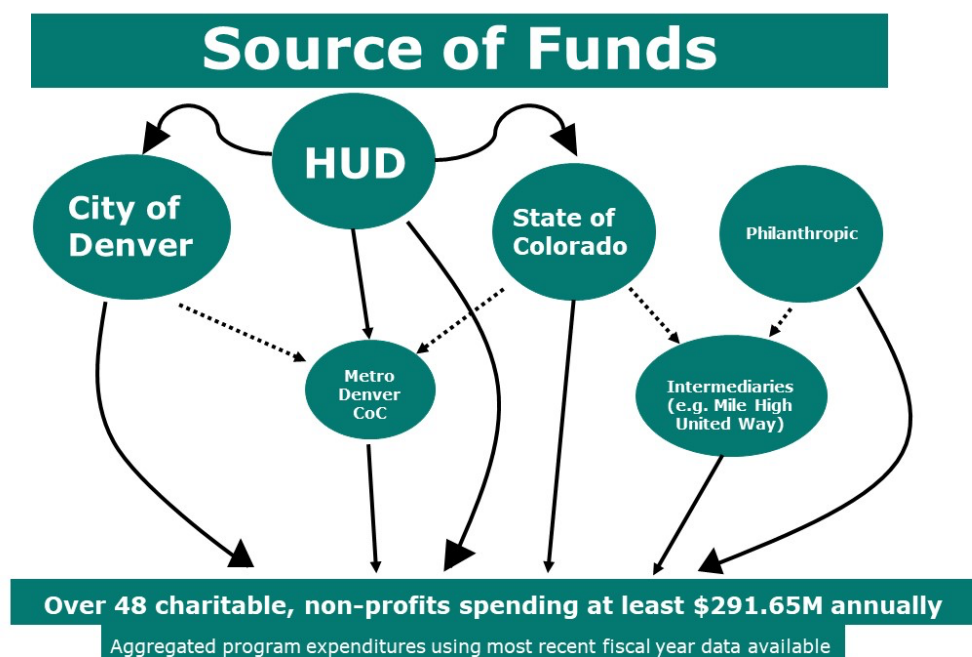 Source of Funds
HUD
City of
Denver
State of
Colorado
Philanthropic
Metro
Denver
CoC
Intermediaries
(e.g. Mile High
United Way)
Over 48 charitable, non-profits spending at least $291.65M annually
Aggregated program expenditures using most recent fiscal year data available